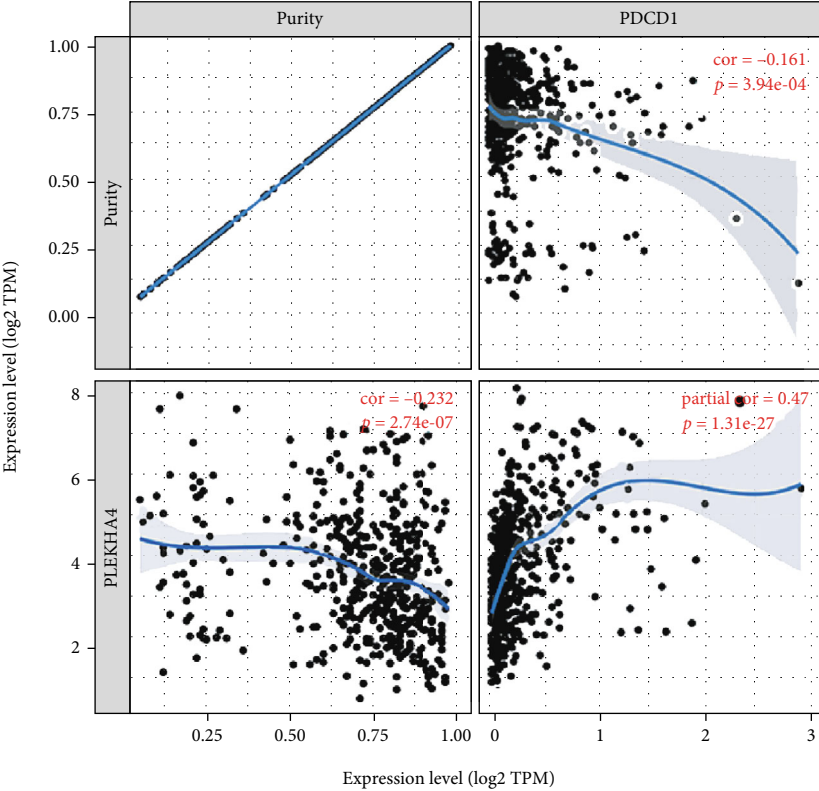 Purity
PDCD1
Purity
1.00
0.75
0.50
0.25
0.00
cor = –0.161
p = 3.94e-04
Expression level (log2 TPM)
PLEKHA4
8
6
4
2
cor = –0.232
p = 2.74e-07
partial cor = 0.47
p = 1.31e-27
0.25
0.50
0.75
1.00
0
1
2
3
Expression level (log2 TPM)